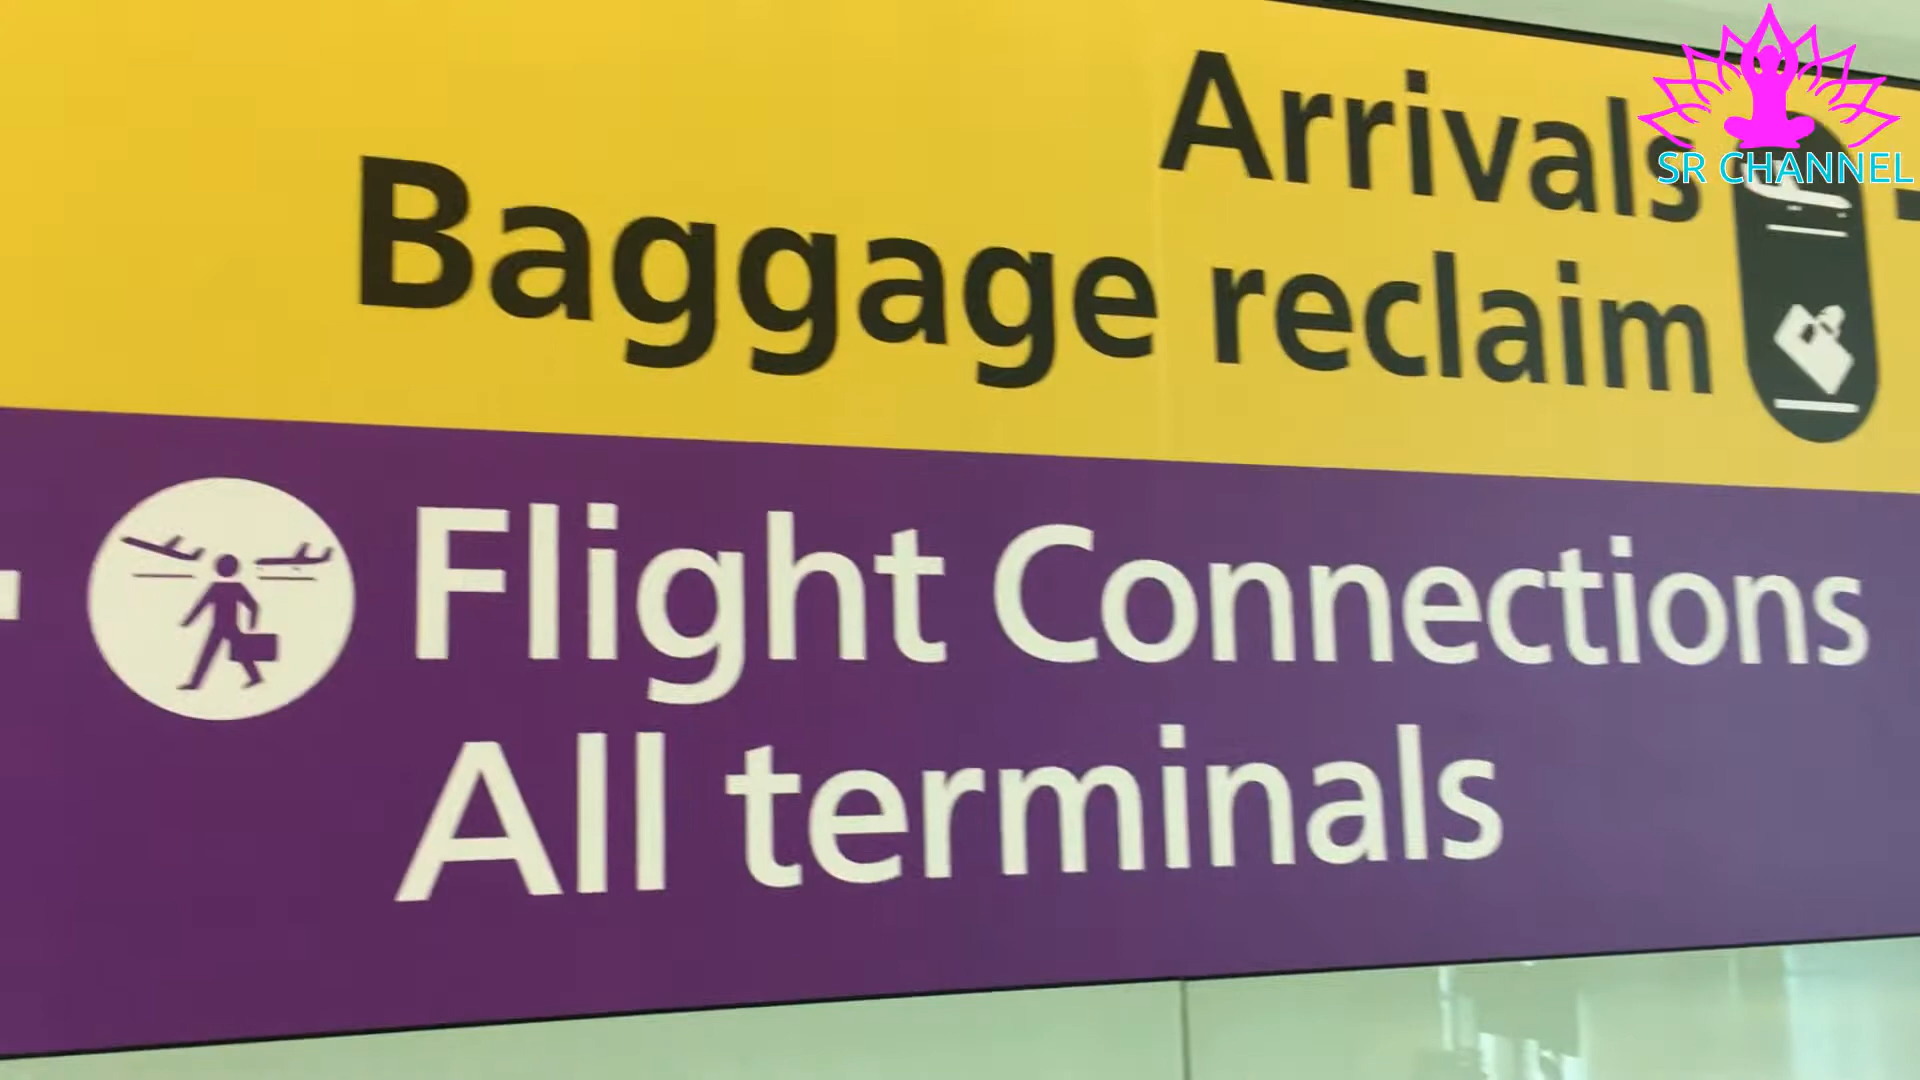 Arrivals
SR CHANNEL
Baggage reclaim
Flight Connections
All terminals